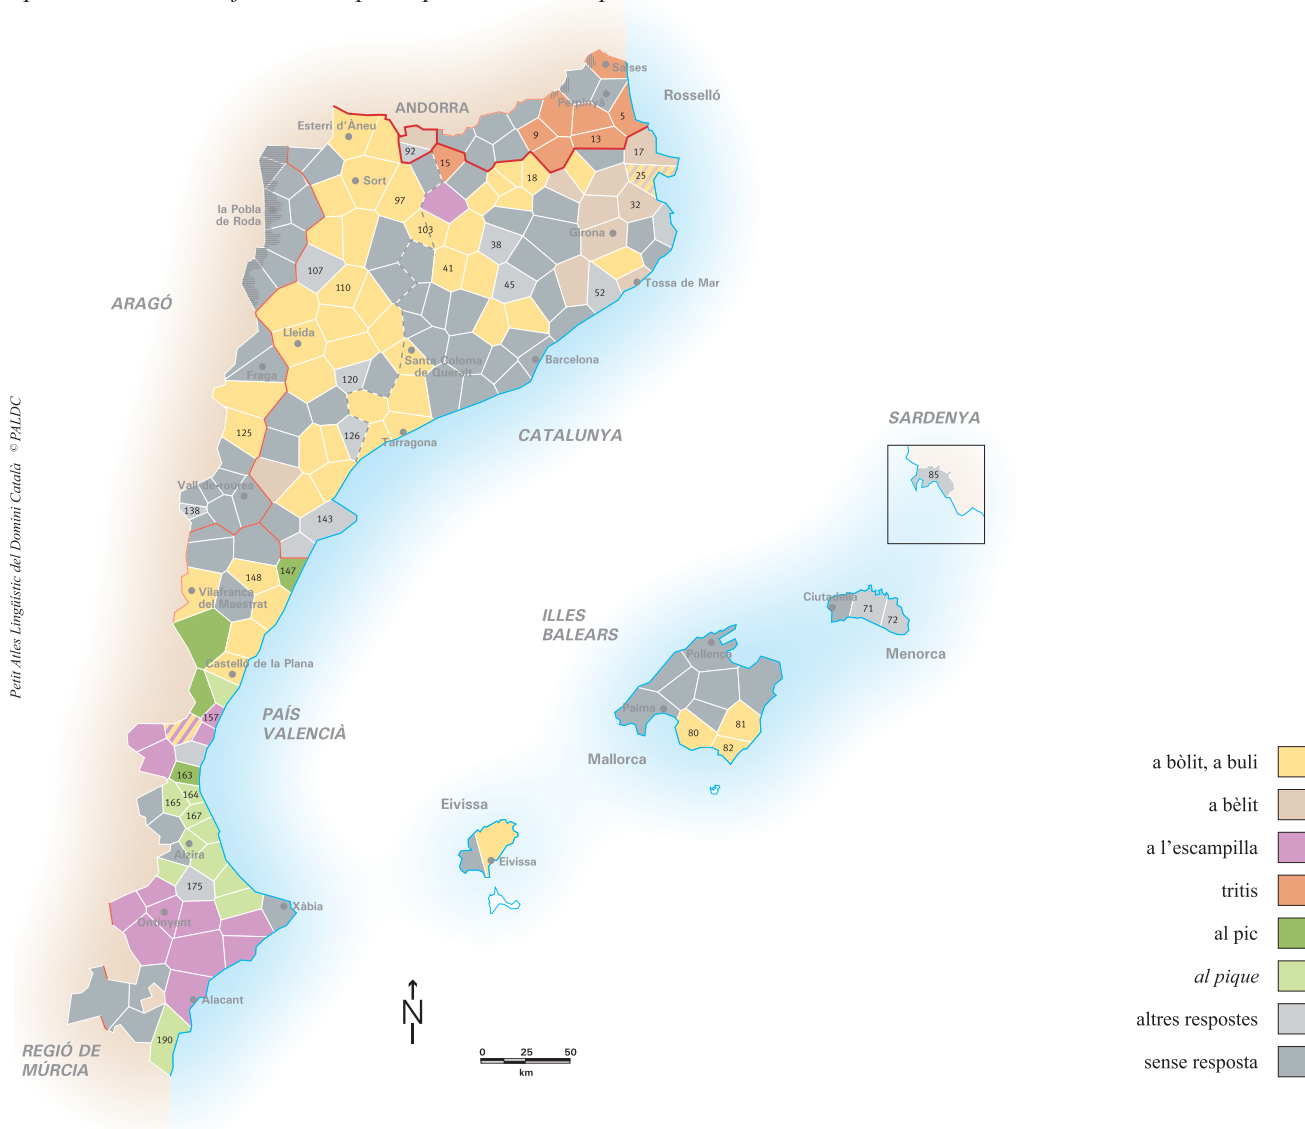 Salses
Rosselló
Perpinyà
ANDORRA
5
Esterri d'Àneu
9
13
92
17
15
25
18
Sort
97
32
la Pobla
de Roda
103
Girona
38
107
41
45
110
52
Tossa de Mar
ARAGÓ
Lleida
Santa Coloma
de Queralt
Barcelona
Fraga
120
Petit Atles Lingüístic del Domini Català © PALDC
SARDENYA
125
126
Tarragona
CATALUNYA
85
Vall-de-roures
138
143
147
148
Vilafranca
del Maestrat
Ciutadella
71
72
ILLES
BALEARS
Menorca
Pollença
Castelló de la Plana
157
PAÍS
VALENCIÀ
Palma
80
81
82
Mallorca
163
164
165
167
Eivissa
Alzira
Eivissa
175
Xàbia
Ontinyent
Alacant
190
REGIÓ DE
MÚRCIA
N
0 25 50
km
a bòlit, a buli
a bèlit
a l'escampilla
tritis
al pic
al pique
altres respostes
sense resposta